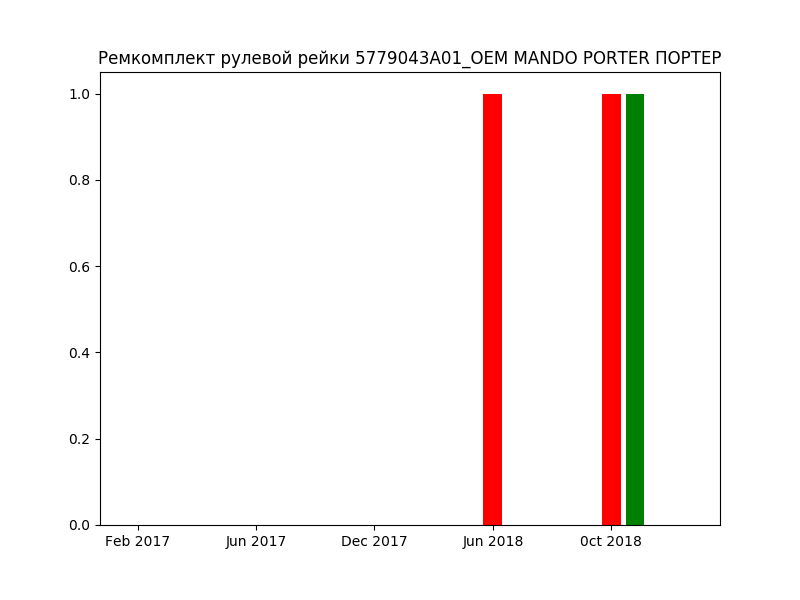 Ремкомплект рулевой рейки 5779043A01_OEM MANDO PORTER ПОРТЕР
1.0
0.8
0.6
0.4
0.2
0.0
Feb 2017
Jun 2017
Dec 2017
Jun 2018
Oct 2018